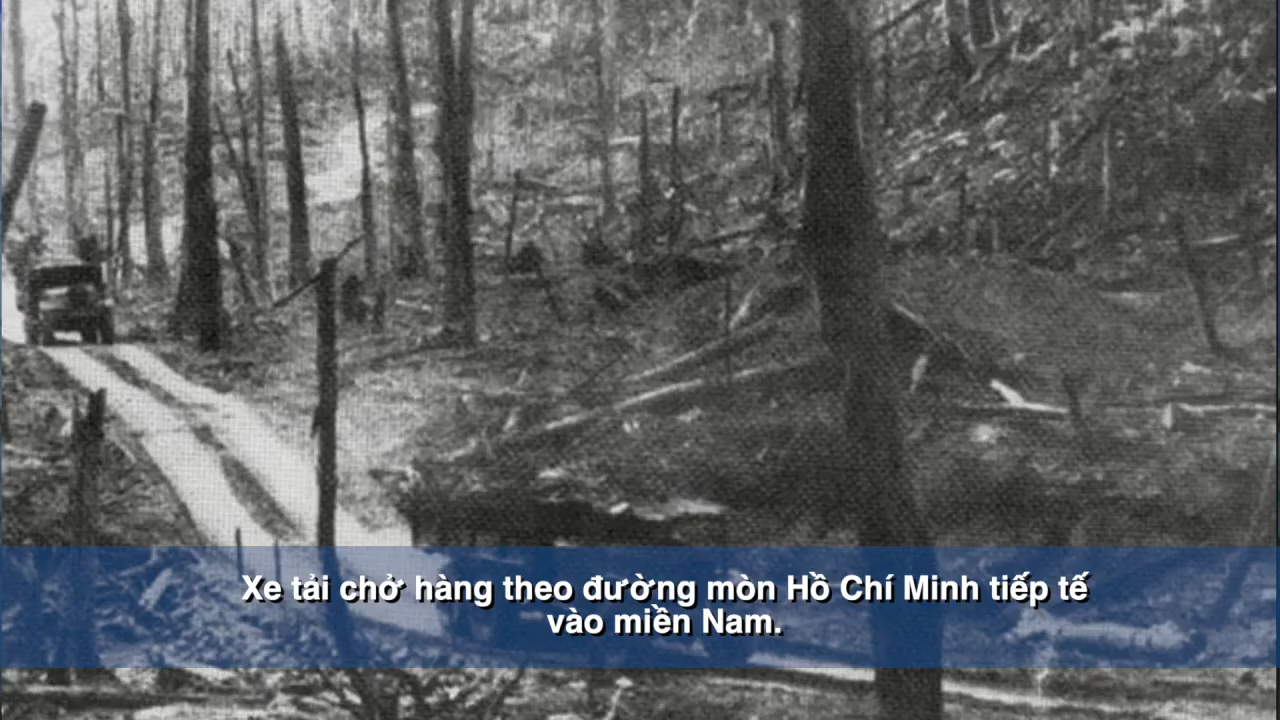 Xe tải chở hàng theo đường mòn Hồ Chí Minh tiếp tế
vào miền Nam.